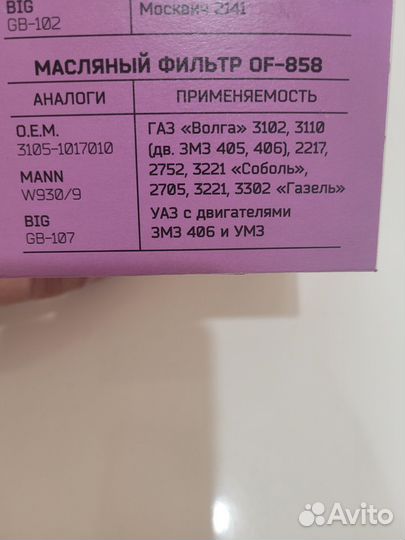 BIG
GB-102
Москвич 2141
МАСЛЯНЫЙ ФИЛЬТР OF-858
АНАЛОГИ
ПРИМЕНЯЕМОСТЬ
O.E.M.
3105-1017010
MANN
W930/9
BIG
GB-107
ГАЗ «Волга» 3102, 3110
(дв. ЗМЗ 405, 406), 2217,
2752, 3221 «Соболь»,
2705, 3221, 3302 «Газель»
УАЗ с двигателями
ЗМЗ 406 и УМЗ
Avito